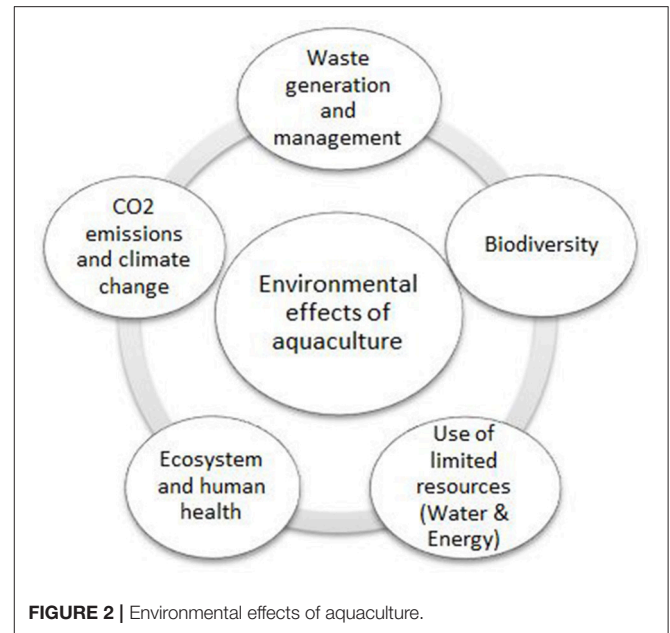 Waste
generation
and
management
CO2
emissions
and climate
change
Biodiversity
Environmental
effects of
aquaculture
Ecosystem
and human
health
Use of
limited
resources
(Water &
Energy)
FIGURE 2 | Environmental effects of aquaculture.